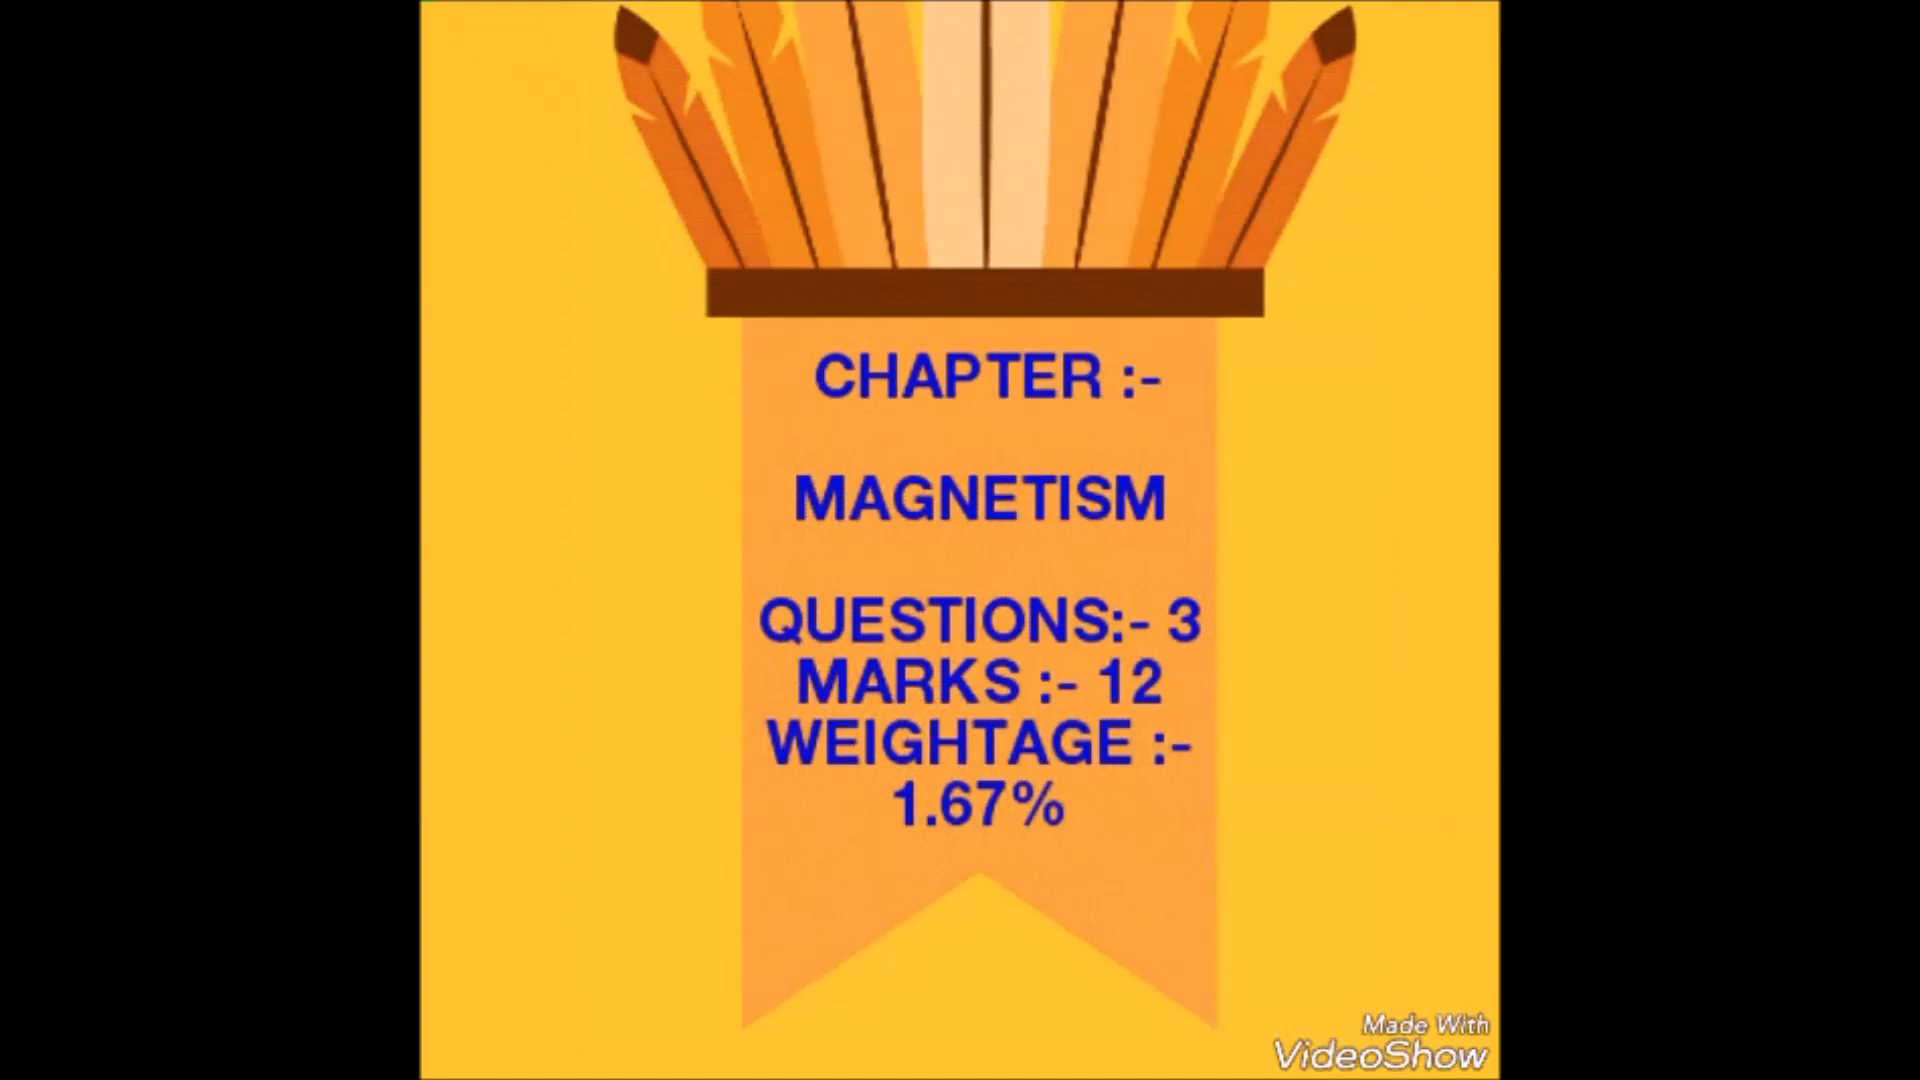 CHAPTER :-
MAGNETISM
QUESTIONS:- 3
MARKS :- 12
WEIGHTAGE :-
1.67%
Made With
VideoShow